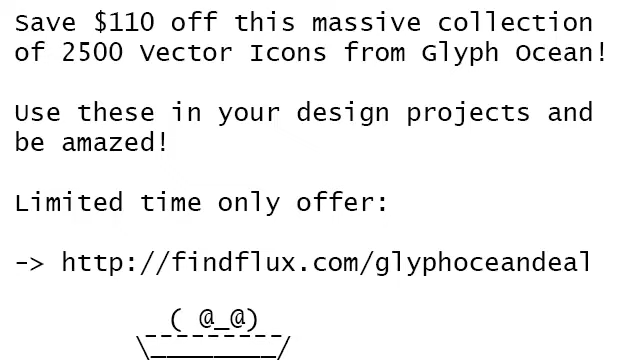 Save $110 off this massive collection
of 2500 Vector Icons from Glyph Ocean!
Use these in your design projects and
be amazed!
Limited time only offer:
-> http://findflux.com/glyphoceandeal
( @_@)
---------
\_________/